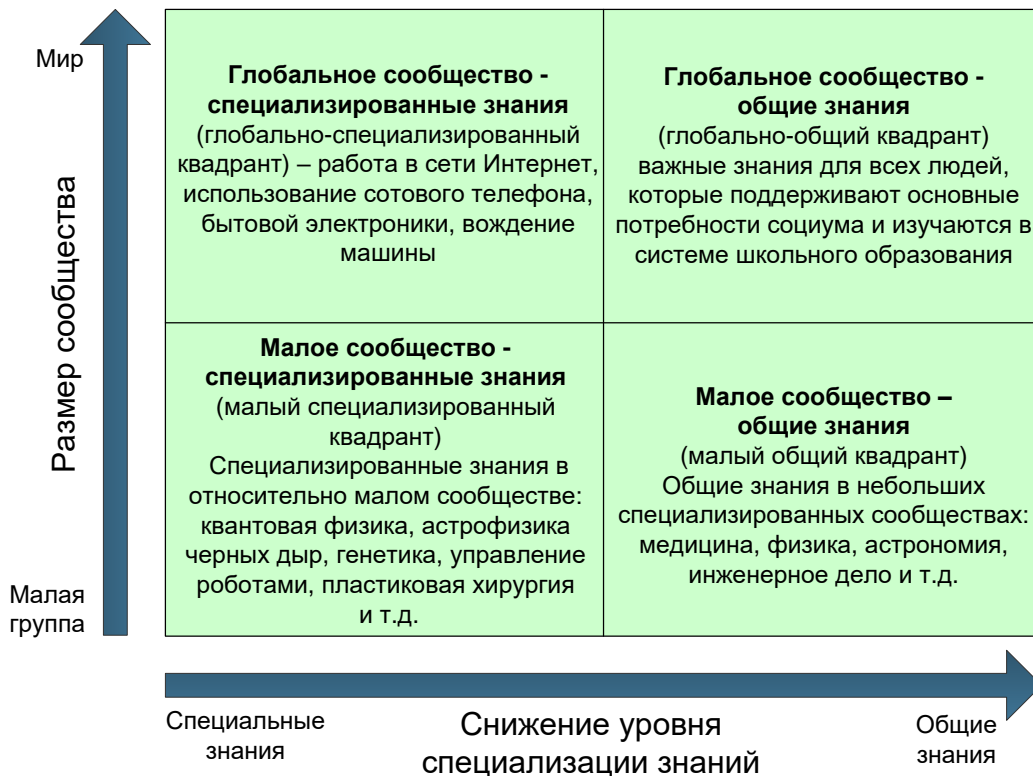 Мир
Размер сообщества
Малая
группа
Глобальное сообщество -
специализированные знания
(глобально-специализированный
квадрант) – работа в сети Интернет,
использование сотового телефона,
бытовой электроники, вождение
машины
Глобальное сообщество -
общие знания
(глобально-общий квадрант)
важные знания для всех людей,
которые поддерживают основные
потребности социума и изучаются в
системе школьного образования
Малое сообщество -
специализированные знания
(малый специализированный
квадрант)
Специализированные знания в
относительно малом сообществе:
квантовая физика, астрофизика
черных дыр, генетика, управление
роботами, пластиковая хирургия
и т.д.
Малое сообщество –
общие знания
(малый общий квадрант)
Общие знания в небольших
специализированных сообществах:
медицина, физика, астрономия,
инженерное дело и т.д.
Специальные
знания
Снижение уровня
специализации знаний
Общие
знания